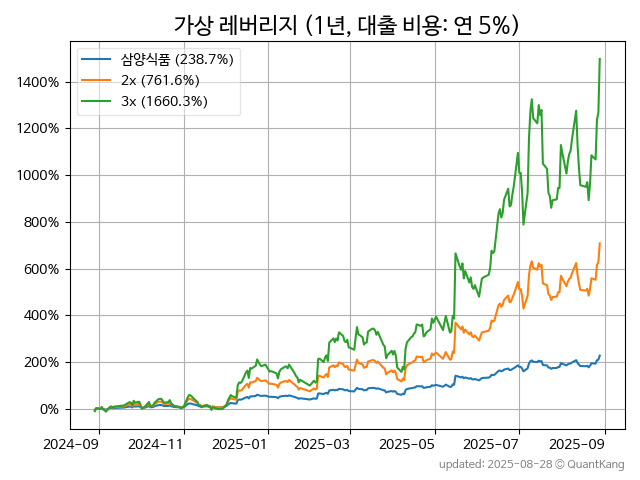 가상 레버리지 (1년, 대출 비용: 연 5%)
삼양식품 (238.7%)
2x (761.6%)
3x (1660.3%)
1400%
1200%
1000%
800%
600%
400%
200%
0%
2024-09 2024-11 2025-01 2025-03 2025-05 2025-07 2025-09
updated: 2025-08-28 © QuantKang